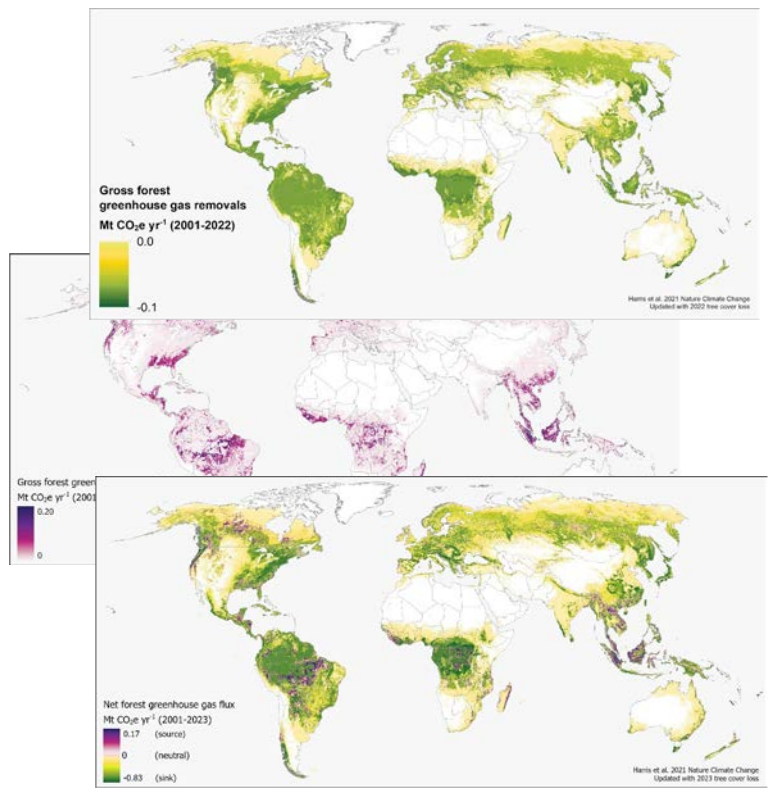 Gross forest
greenhouse gas removals
Mt CO₂e yr⁻¹ (2001-2022)
0.0
-0.1
Harris et al. 2021 Nature Climate Change
Updated with 2022 tree cover loss
Gross forest green
Mt CO₂e yr⁻¹ (2001
0.20
0
Net forest greenhouse gas flux
Mt CO₂e yr⁻¹ (2001-2023)
0.17 (source)
0 (neutral)
-0.83 (sink)
Harris et al. 2021 Nature Climate Change
Updated with 2023 tree cover loss